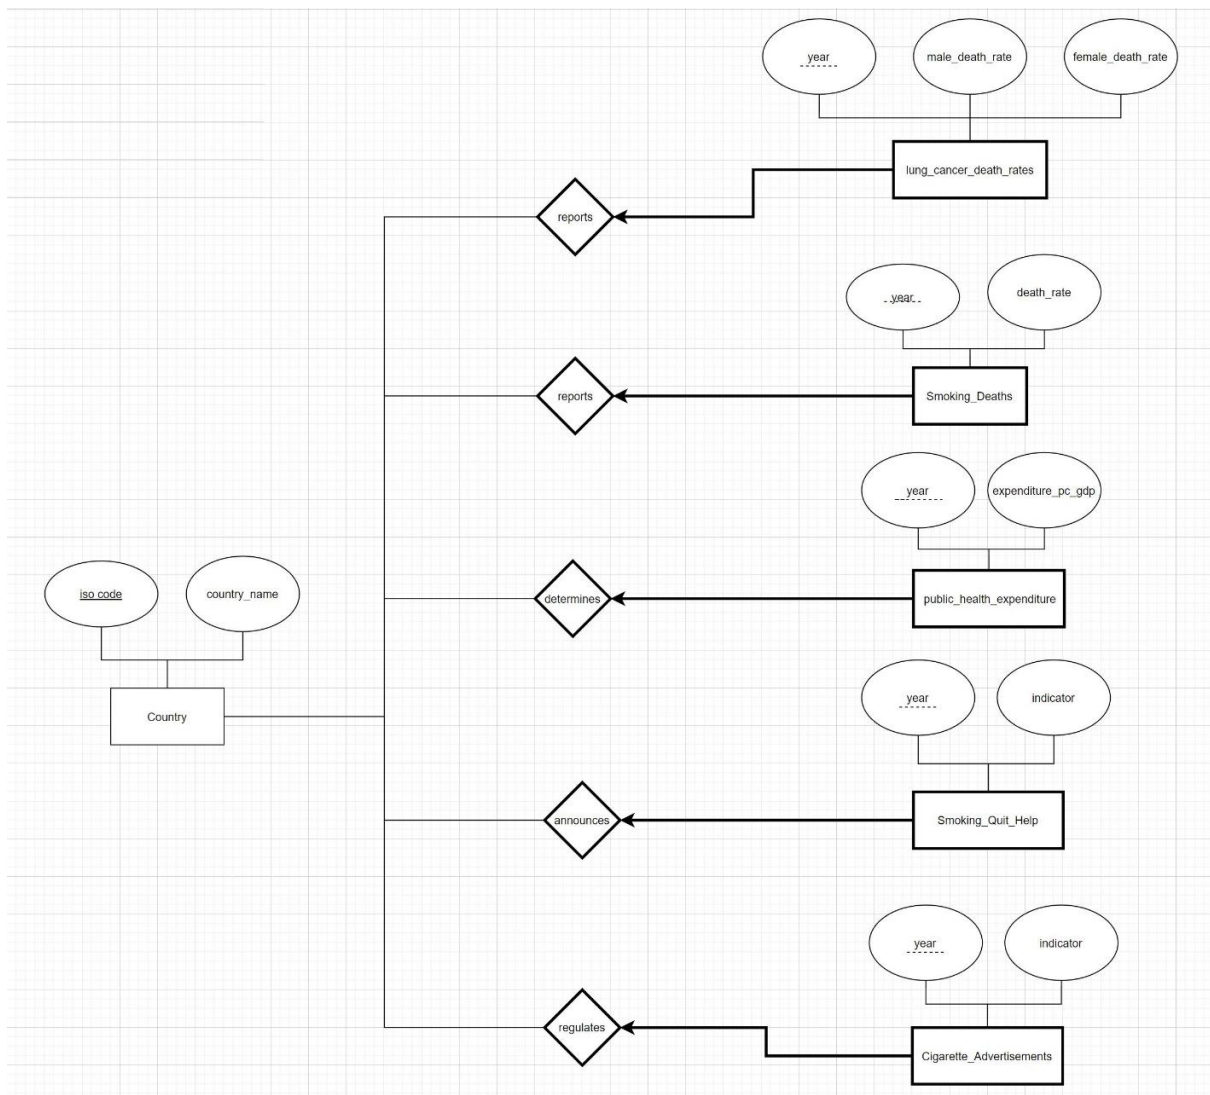 year
male_death_rate
female_death_rate
lung_cancer_death_rates
reports
year
death_rate
reports
Smoking_Deaths
year
expenditure_pc_gdp
iso code
country_name
determines
public_health_expenditure
year
indicator
Country
announces
Smoking_Quit_Help
year
indicator
regulates
Cigarette_Advertisements